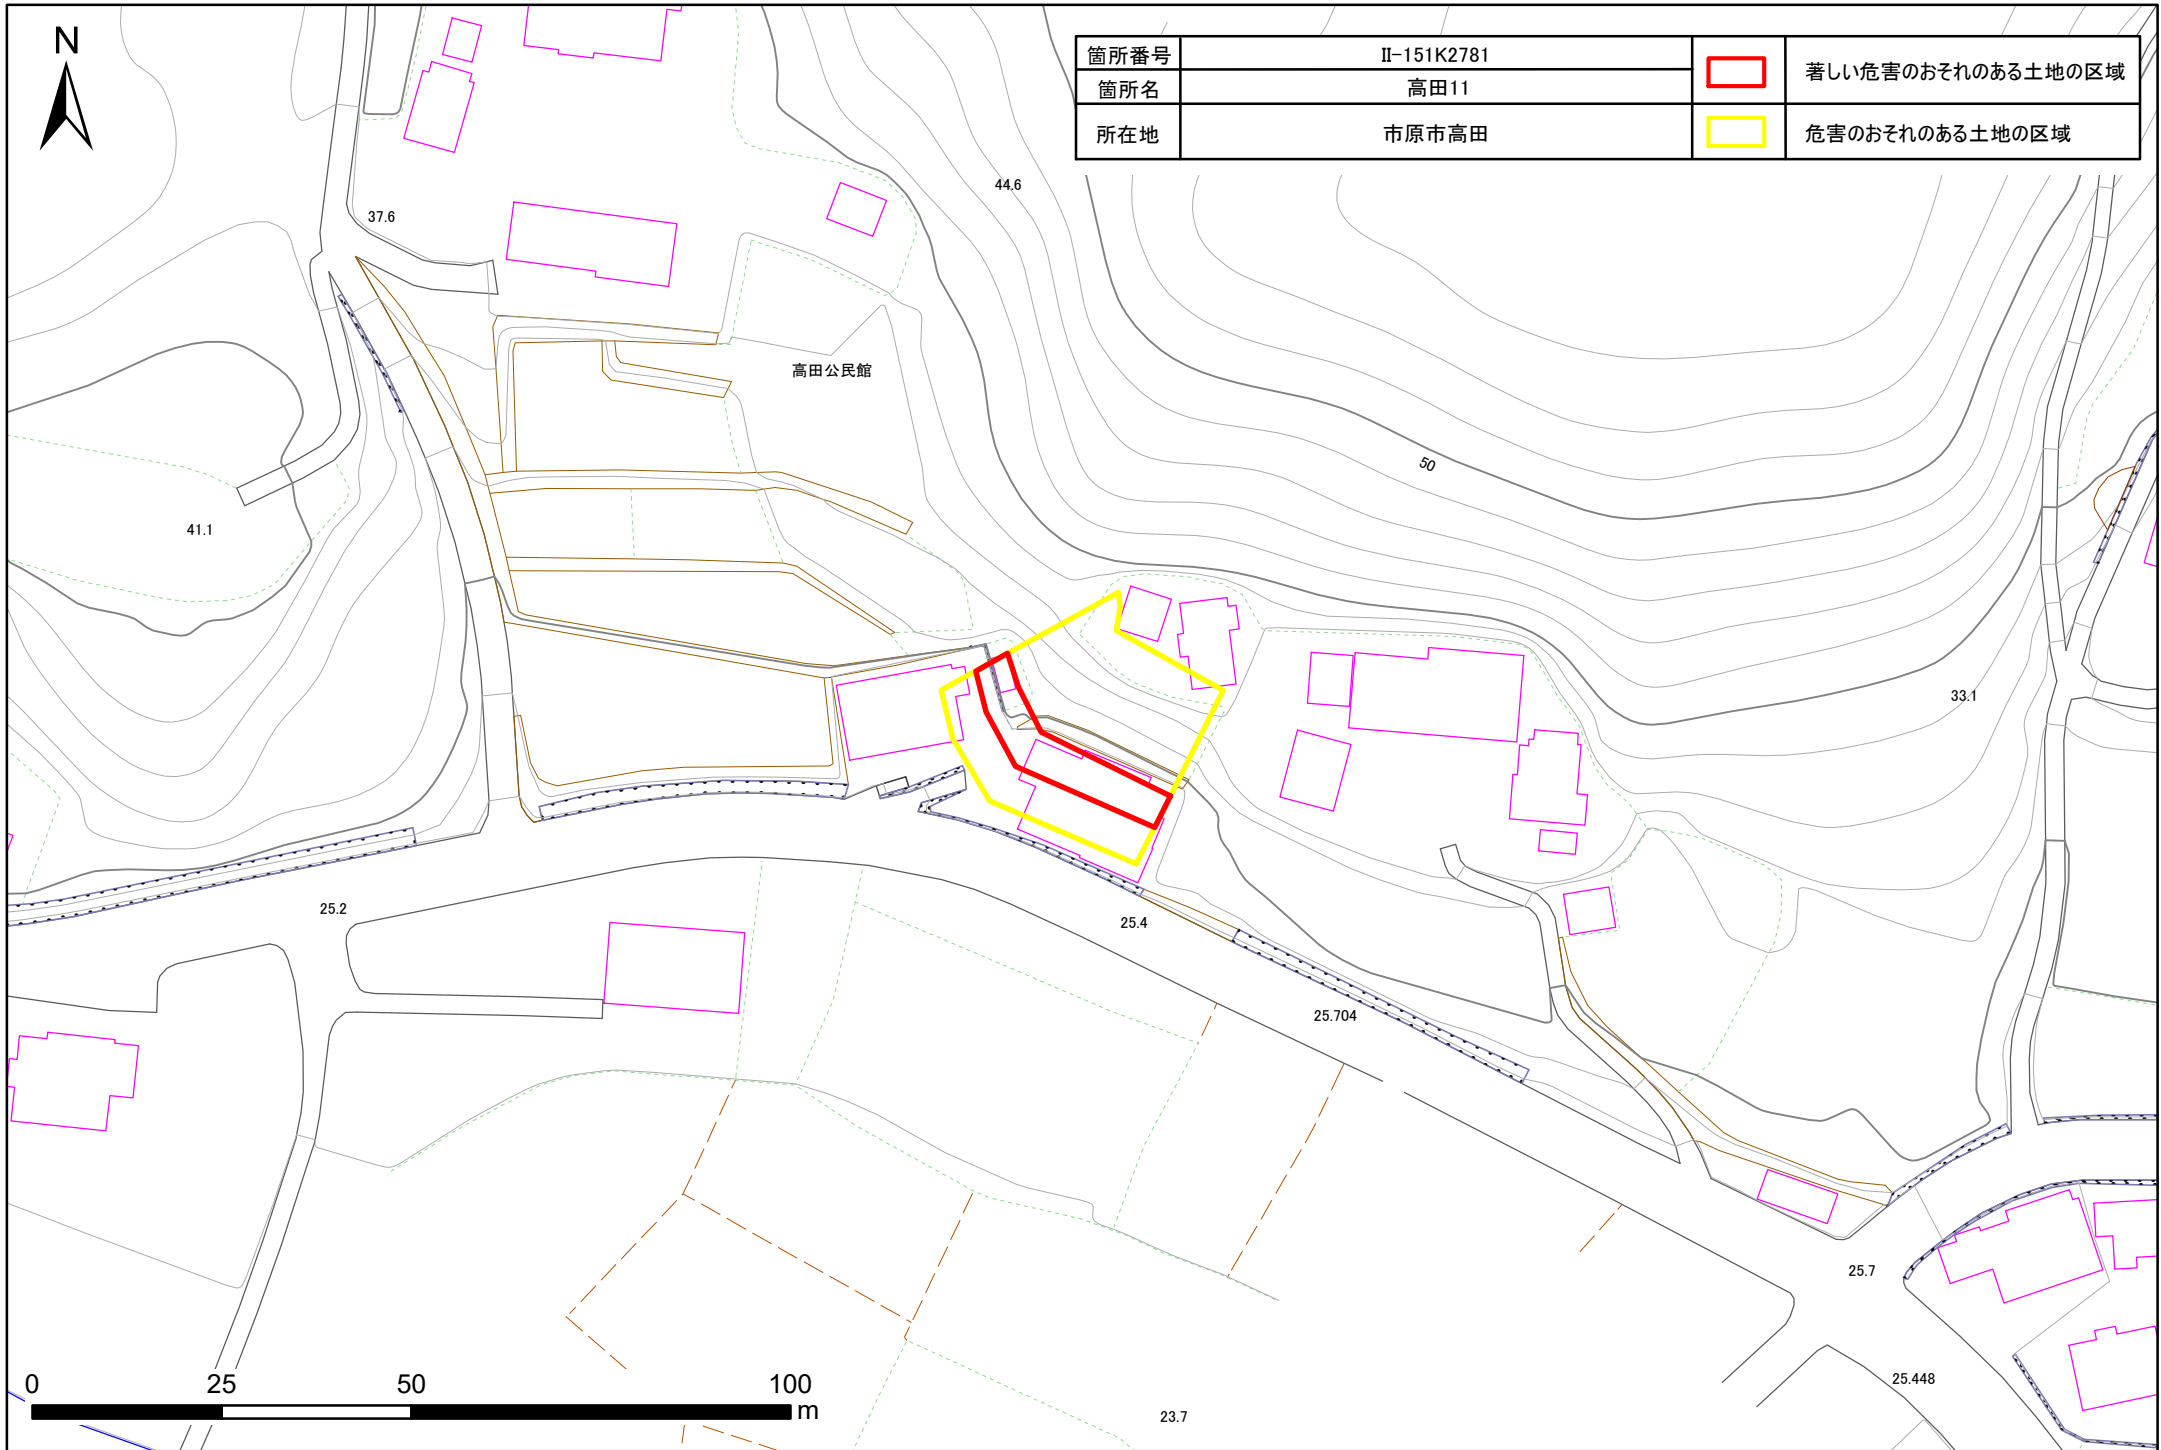 N
箇所番号 II-151K2781 著しい危害のおそれのある土地の区域
箇所名 高田11
所在地 市原市高田 危害のおそれのある土地の区域
44.6
37.6
高田公民館
50
41.1
33.1
25.2
25.4
25.704
25.7
25.448
23.7
0 25 50 100
m